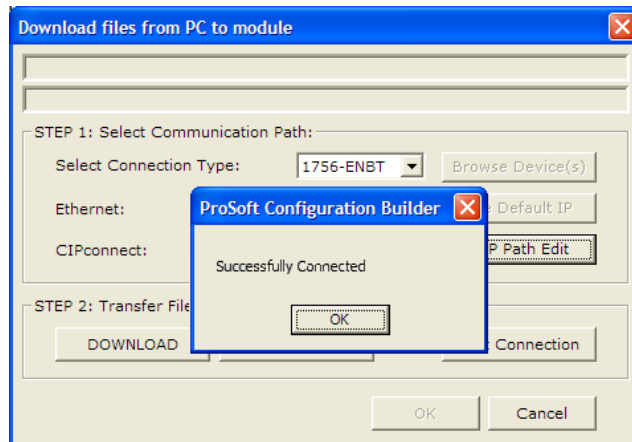 Download files from PC to module
STEP 1: Select Communication Path:
Select Connection Type: 1756-ENBT Browse Device(s)
Ethernet: Default IP
CIPconnect: P Path Edit
ProSoft Configuration Builder
Successfully Connected
OK
STEP 2: Transfer File
DOWNLOAD Connection
OK Cancel